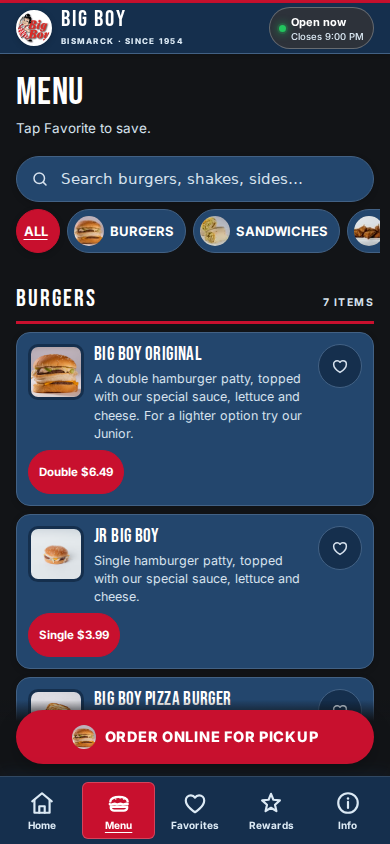 Big Boy
BIG BOY
BISMARCK · SINCE 1954
Open now
Closes 9:00 PM
MENU
Tap Favorite to save.
Search burgers, shakes, sides...
ALL
BURGERS
SANDWICHES
BURGERS
7 ITEMS
BIG BOY ORIGINAL
A double hamburger patty, topped
with our special sauce, lettuce and
cheese. For a lighter option try our
Junior.
Double $6.49
JR BIG BOY
Single hamburger patty, topped
with our special sauce, lettuce and
cheese.
Single $3.99
BIG BOY PIZZA BURGER
ORDER ONLINE FOR PICKUP
Home
Menu
Favorites
Rewards
Info